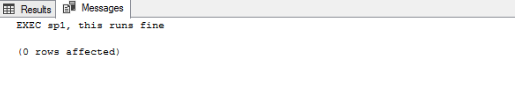 Results Messages
EXEC sp1, this runs fine
(0 rows affected)